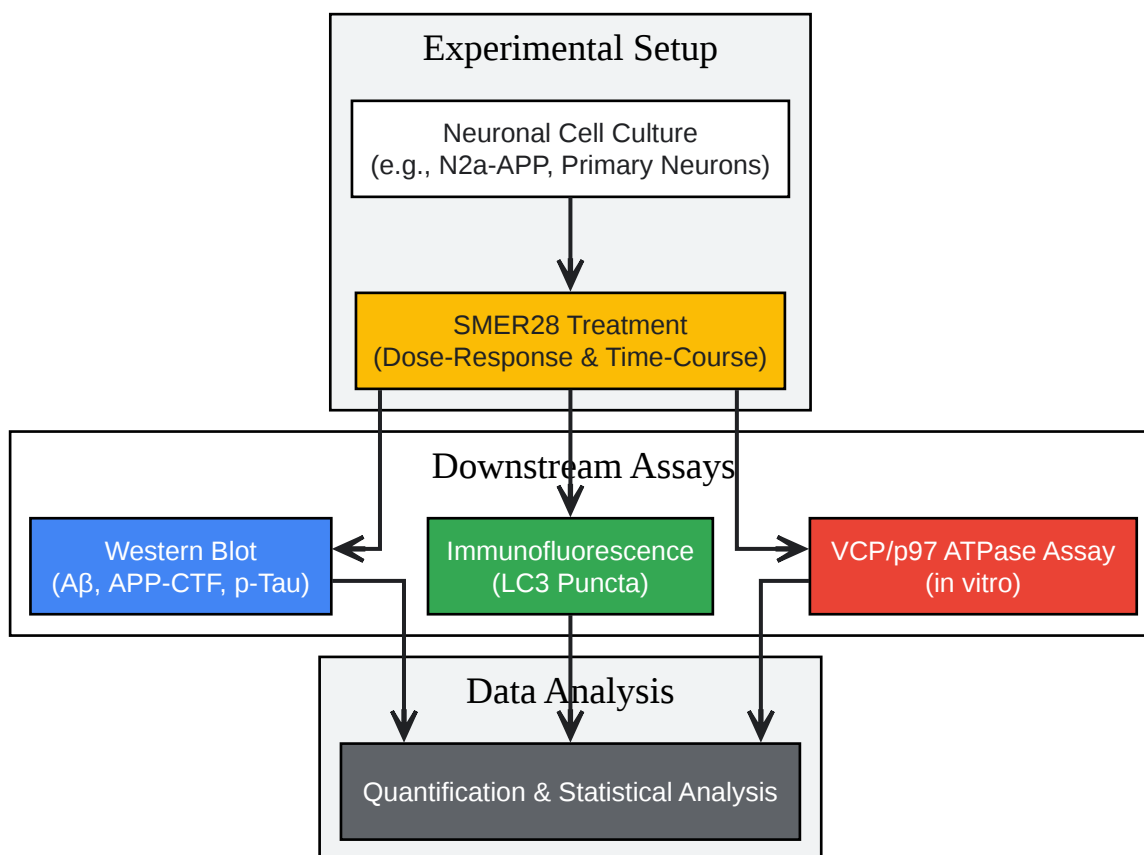 Experimental Setup
Neuronal Cell Culture
(e.g., N2a-APP, Primary Neurons)
SMER28 Treatment
(Dose-Response & Time-Course)
Downstream Assays
Western Blot
(Aβ, APP-CTF, p-Tau)
Immunofluorescence
(LC3 Puncta)
VCP/p97 ATPase Assay
(in vitro)
Data Analysis
Quantification & Statistical Analysis